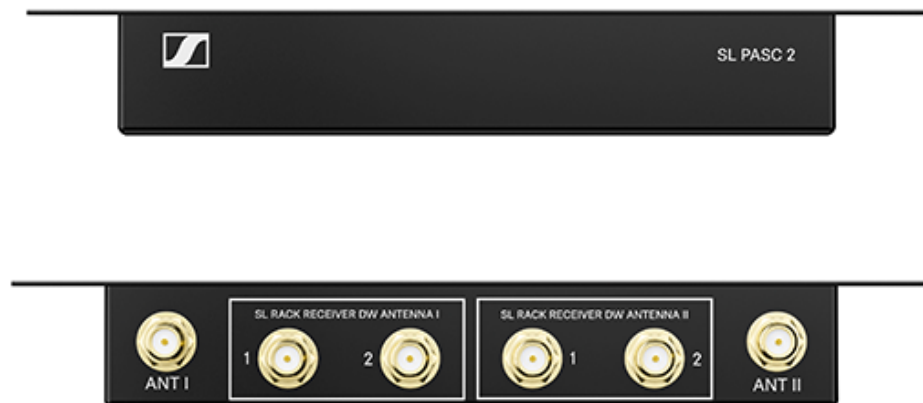 SL PASC 2
SL RACK RECEIVER DW ANTENNA I
1 2
ANT I
SL RACK RECEIVER DW ANTENNA II
1 2
ANT II